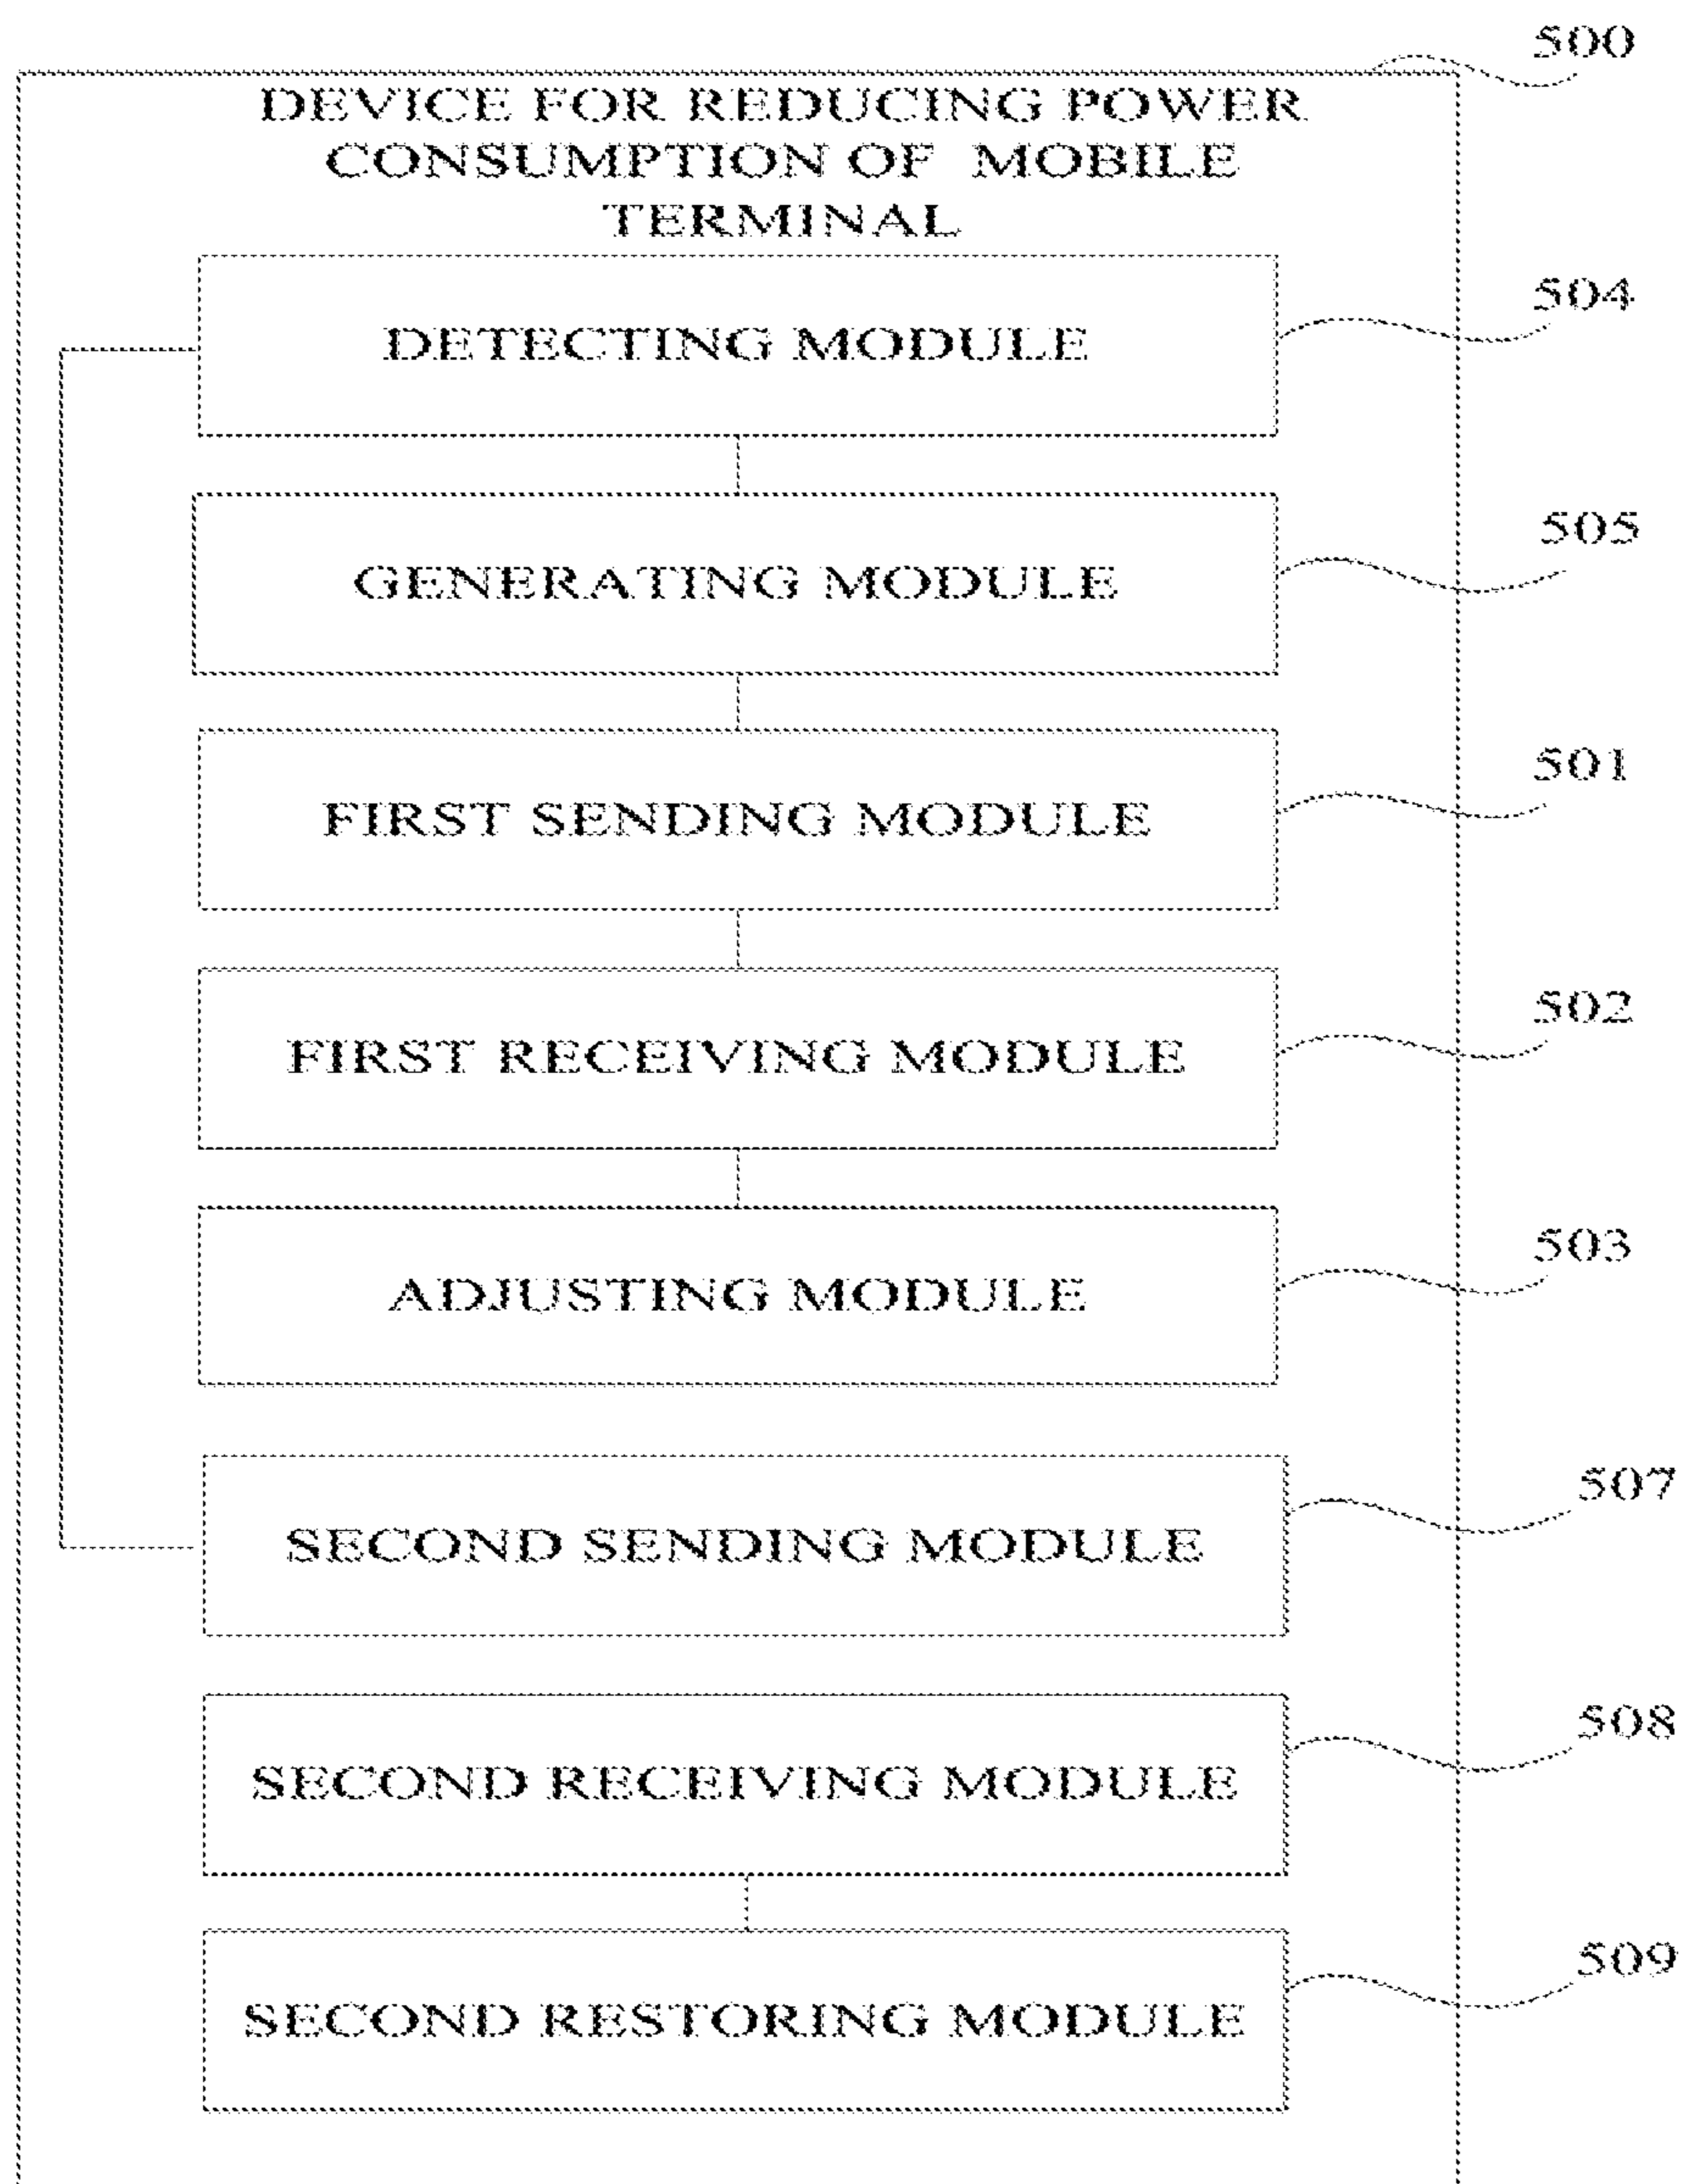 500
DEVICE FOR REDUCING POWER
CONSUMPTION OF MOBILE
TERMINAL
DETECTING MODULE
504
GENERATING MODULE
505
FIRST SENDING MODULE
501
FIRST RECEIVING MODULE
502
ADJUSTING MODULE
503
SECOND SENDING MODULE
507
SECOND RECEIVING MODULE
508
SECOND RESTORING MODULE
509